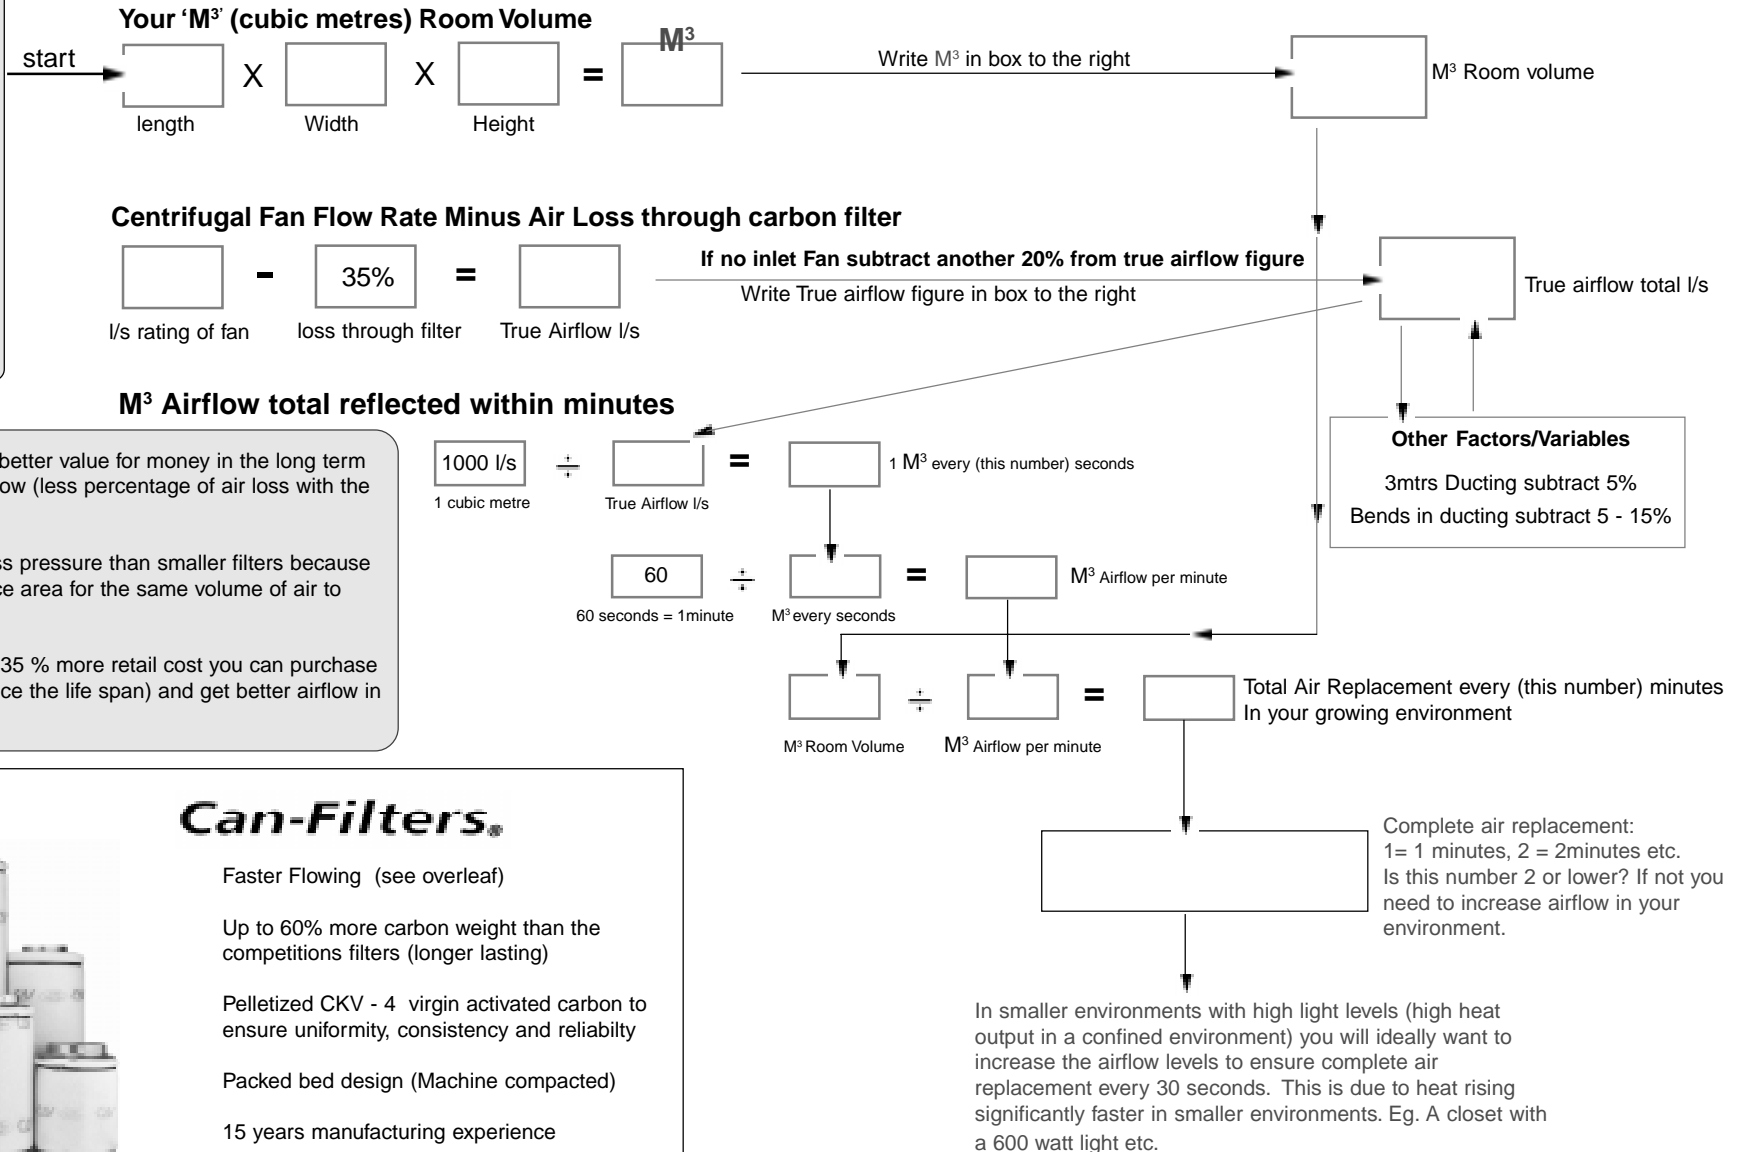 Your ‘M³’ (cubic metres) Room Volume
start
X
X
=
M³
length
Width
Height
Write M³ in box to the right
M³ Room volume
Centrifugal Fan Flow Rate Minus Air Loss through carbon filter
-
35%
=
l/s rating of fan
loss through filter
True Airflow l/s
If no inlet Fan subtract another 20% from true airflow figure
Write True airflow figure in box to the right
True airflow total l/s
M³ Airflow total reflected within minutes
Other Factors/Variables
3mtrs Ducting subtract 5%
Bends in ducting subtract 5 - 15%
1000 l/s
÷
=
1 M³ every (this number) seconds
1 cubic metre
True Airflow l/s
60
÷
=
M³ Airflow per minute
60 seconds = 1minute
M³ every seconds
÷
=
Total Air Replacement every (this number) minutes
In your growing environment
M³ Room Volume
M³ Airflow per minute
better value for money in the long term
ow (less percentage of air loss with the
ss pressure than smaller filters because
ce area for the same volume of air to
35 % more retail cost you can purchase
ce the life span) and get better airflow in
Can-Filters®
Faster Flowing (see overleaf)
Up to 60% more carbon weight than the
competitions filters (longer lasting)
Pelletized CKV - 4 virgin activated carbon to
ensure uniformity, consistency and reliabilty
Packed bed design (Machine compacted)
15 years manufacturing experience
Complete air replacement:
1= 1 minutes, 2 = 2minutes etc.
Is this number 2 or lower? If not you
need to increase airflow in your
environment.
In smaller environments with high light levels (high heat
output in a confined environment) you will ideally want to
increase the airflow levels to ensure complete air
replacement every 30 seconds. This is due to heat rising
significantly faster in smaller environments. Eg. A closet with
a 600 watt light etc.